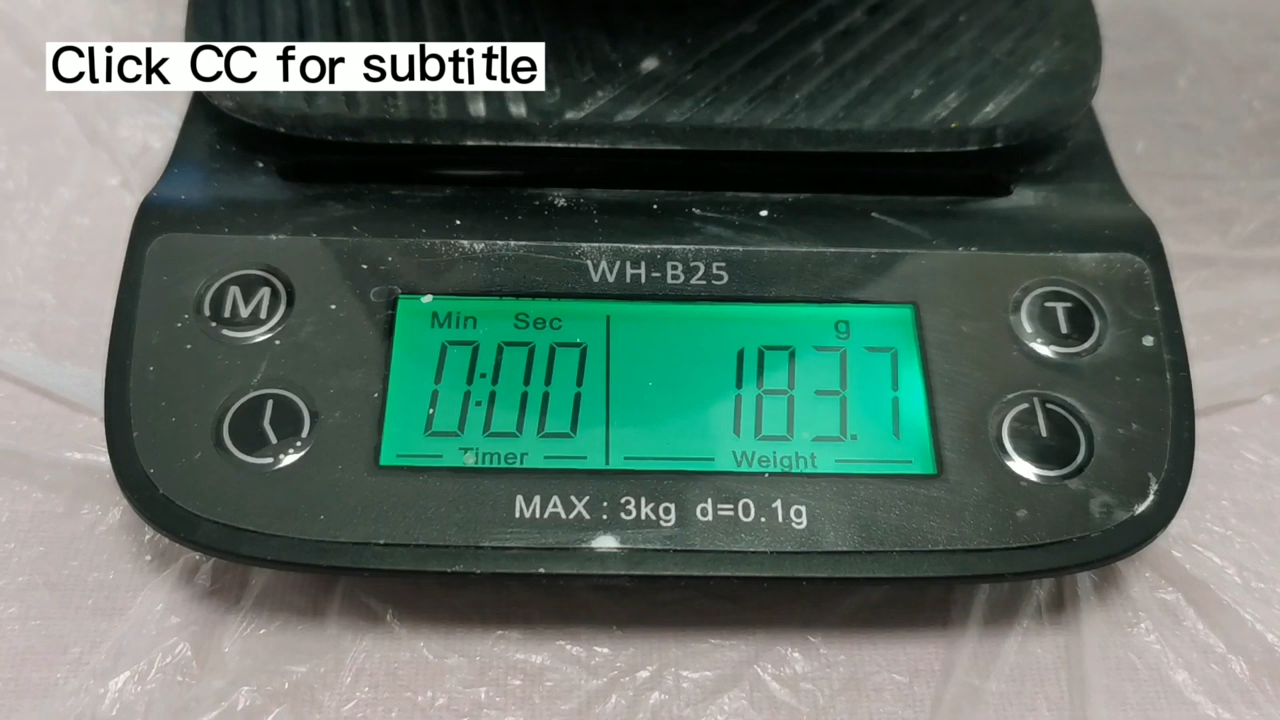 Click CC for subtitle
WH-B25
M
T
Min Sec
g
0:00
183.7
Timer
Weight
MAX : 3kg d=0.1g